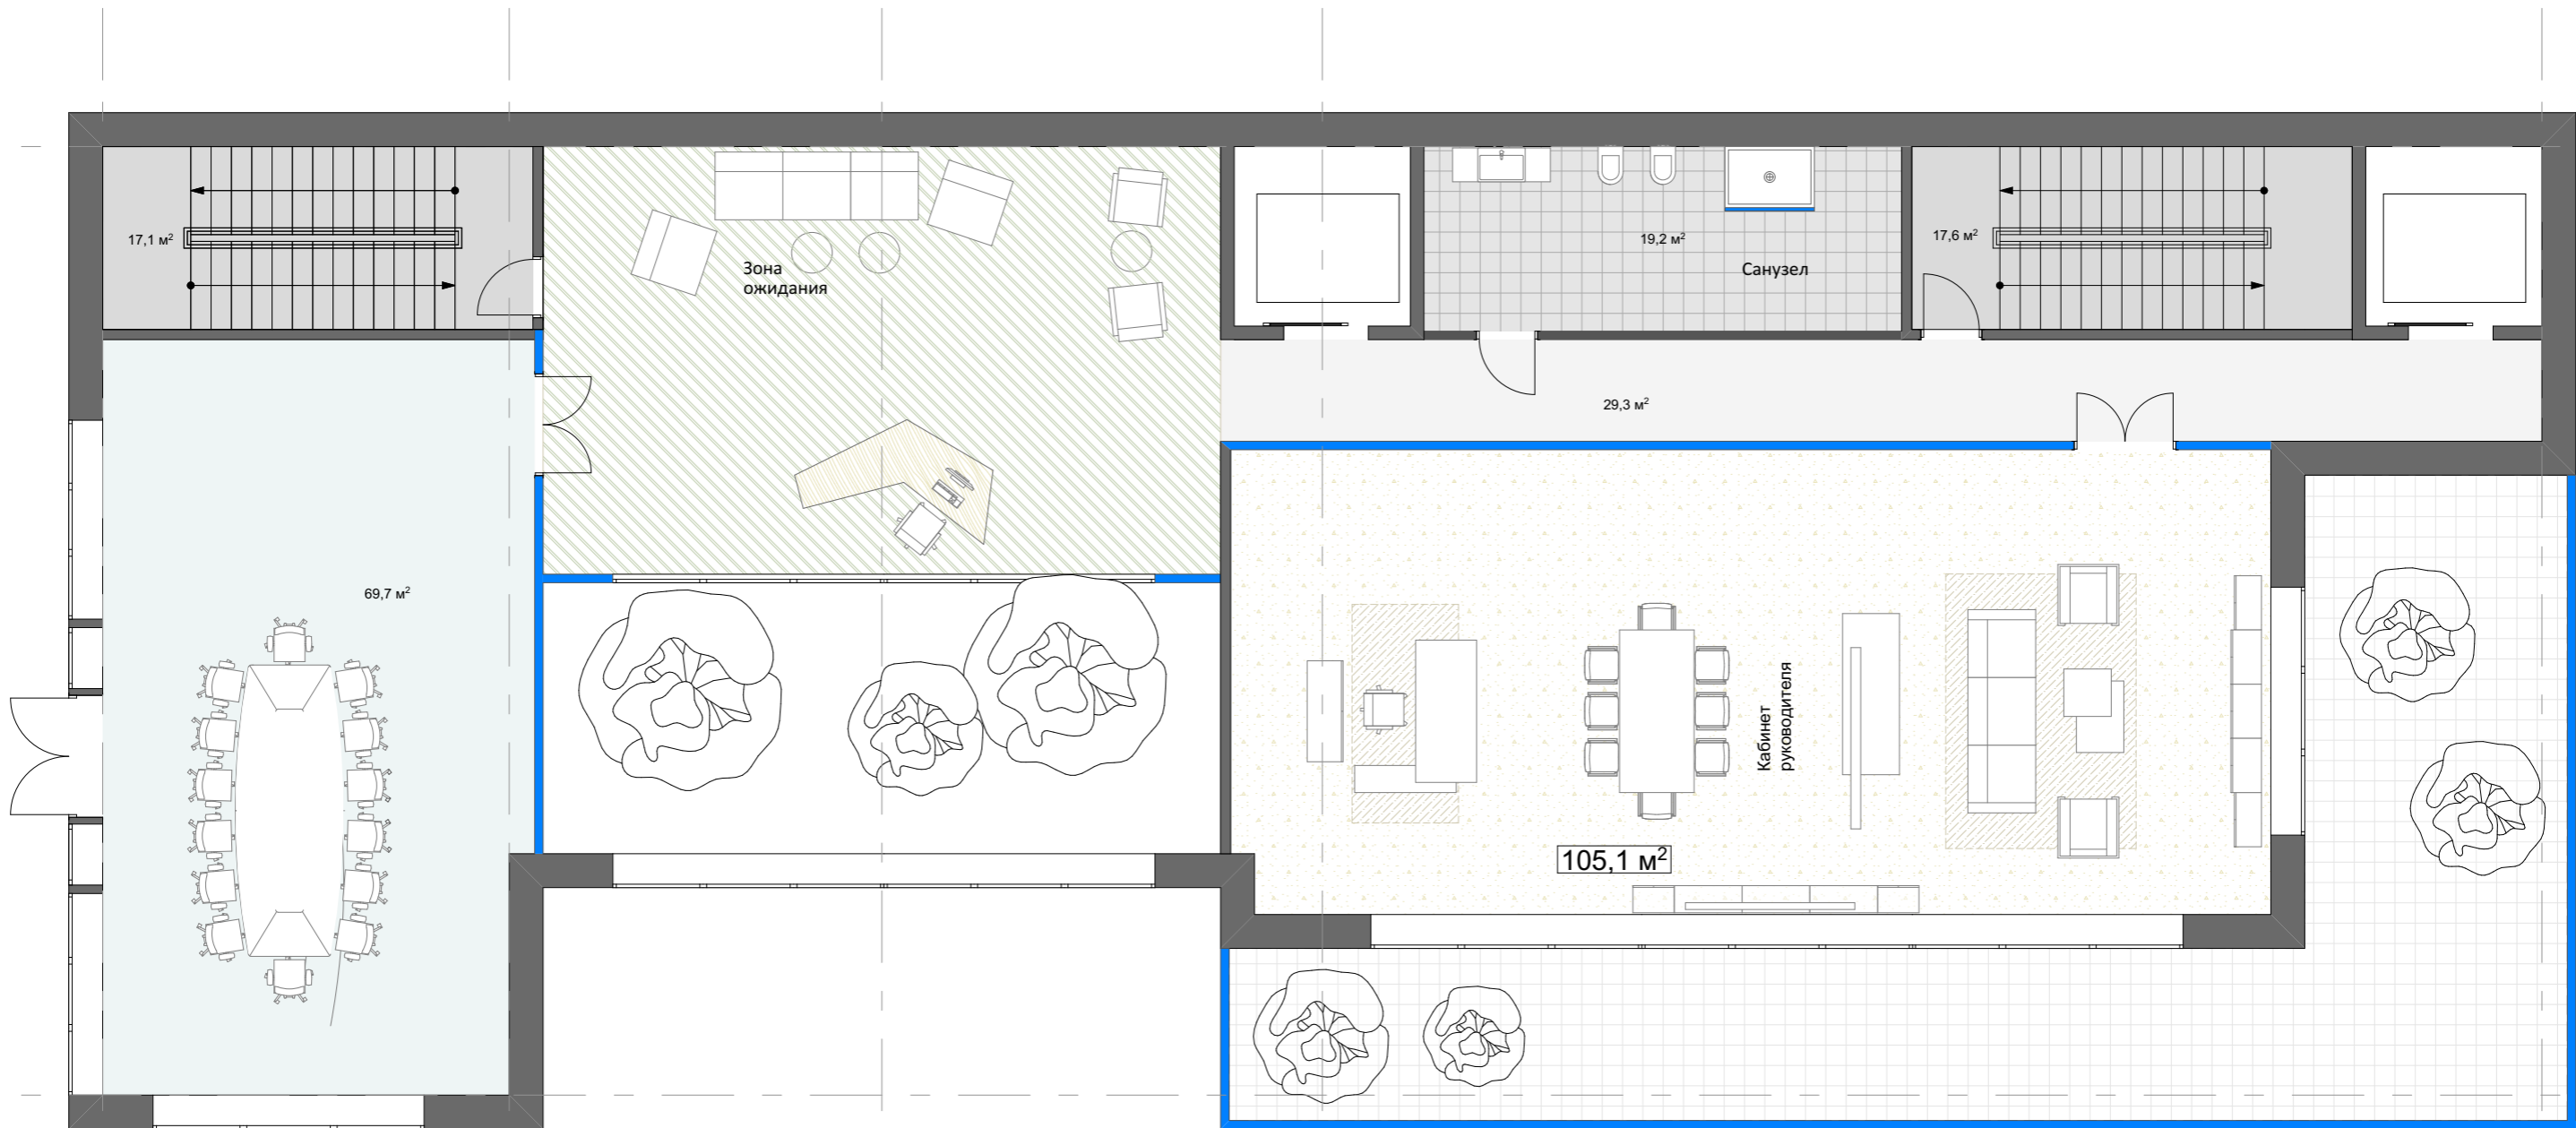 17,1 м²
Зона
ожидания
19,2 м²
Санузел
17,6 м²
29,3 м²
69,7 м²
Кабинет
руководителя
105,1 м²